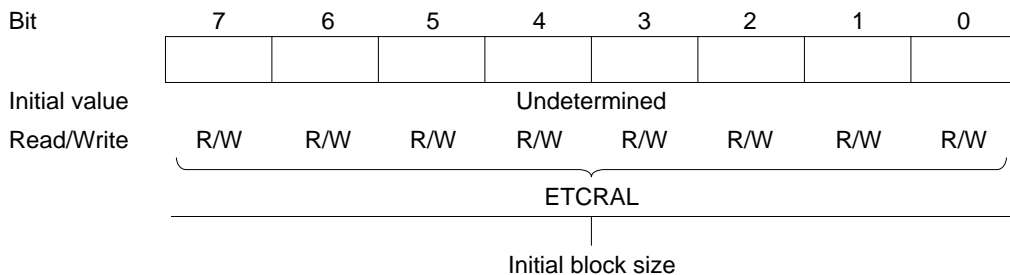 Bit 7 6 5 4 3 2 1 0
Initial value Undetermined
Read/Write R/W R/W R/W R/W R/W R/W R/W R/W
ETCRAL
Initial block size